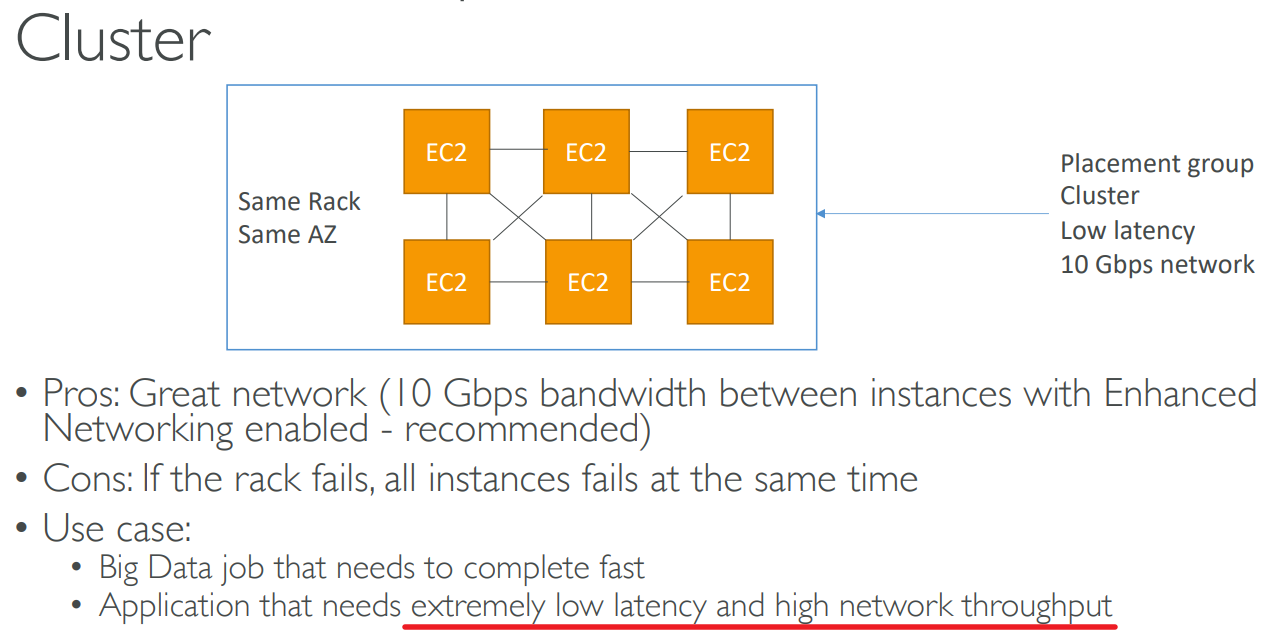 Cluster
EC2 EC2 EC2
Same Rack
Same AZ
EC2 EC2 EC2
Placement group
Cluster
Low latency
10 Gbps network
• Pros: Great network (10 Gbps bandwidth between instances with Enhanced
Networking enabled - recommended)
• Cons: If the rack fails, all instances fails at the same time
• Use case:
• Big Data job that needs to complete fast
• Application that needs extremely low latency and high network throughput